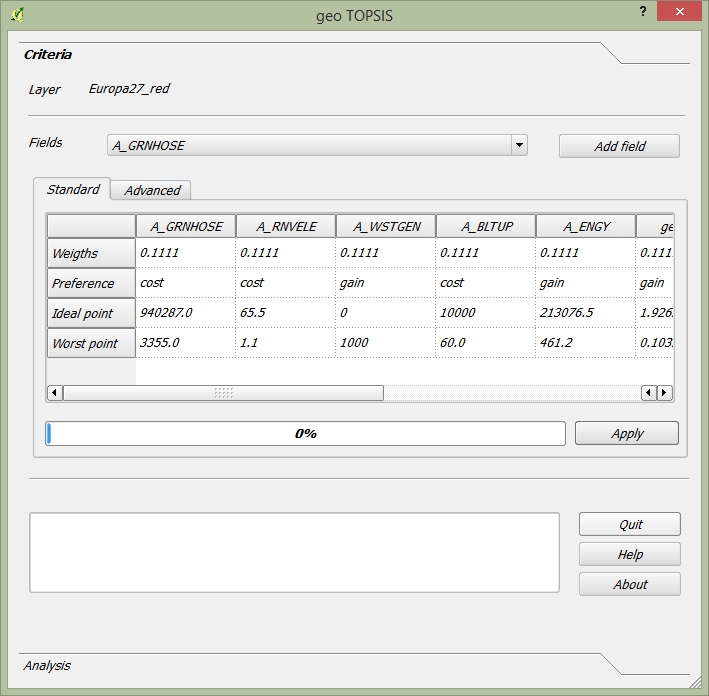 geo TOPSIS ?
Criteria
Layer Europa27_red
Fields A_GRNHOSE Add field
Standard Advanced
A_GRNHOSE A_RNVELE A_WSTGEN A_BLTUP A_ENGY ge
Weigths 0.1111 0.1111 0.1111 0.1111 0.1111 0.111
Preference cost cost gain cost gain gain
Ideal point 940287.0 65.5 0 10000 213076.5 1.926
Worst point 3355.0 1.1 1000 60.0 461.2 0.103
0% Apply
Quit
Help
About
Analysis